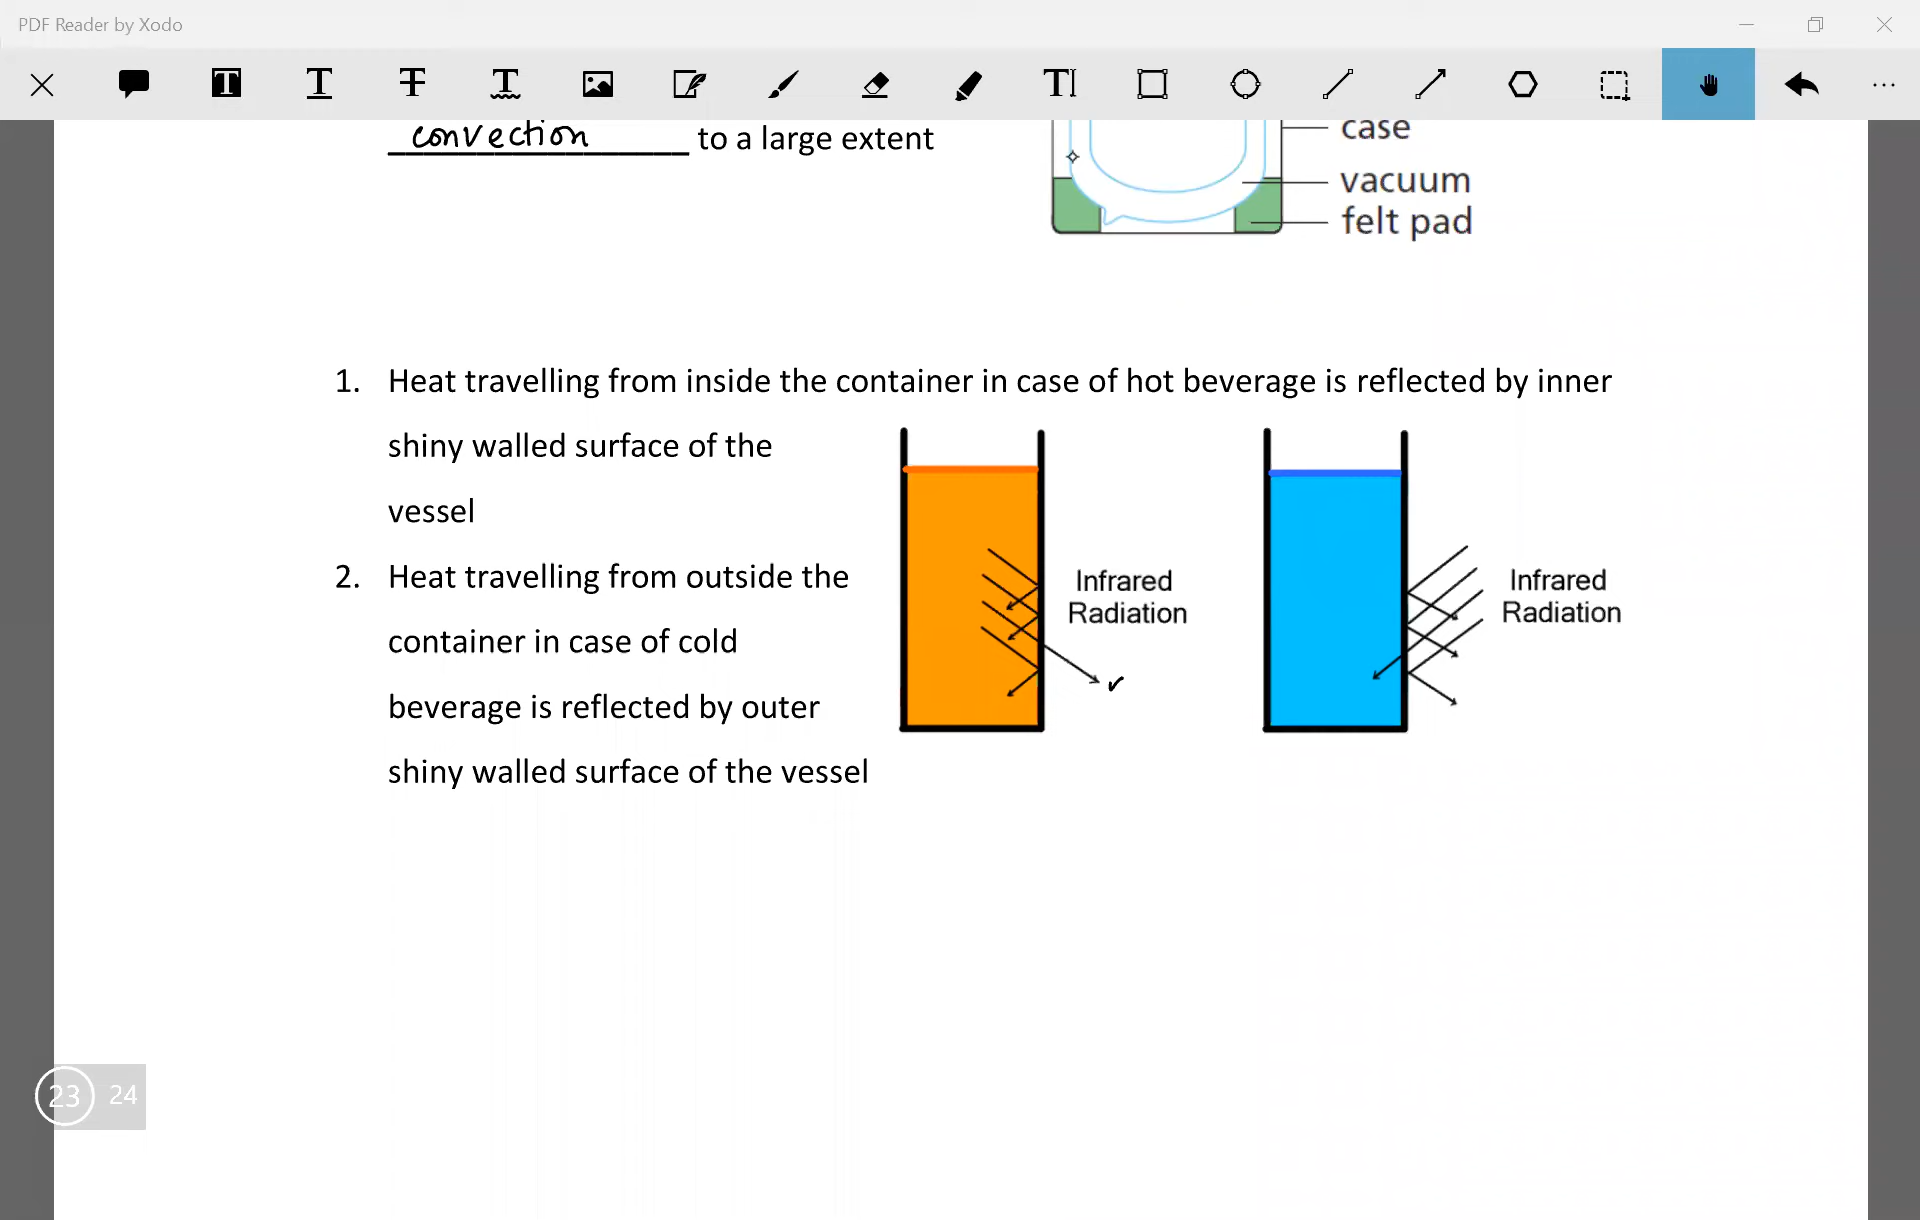 PDF Reader by Xodo
convection to a large extent
case
vacuum
felt pad
1. Heat travelling from inside the container in case of hot beverage is reflected by inner
shiny walled surface of the
vessel
2. Heat travelling from outside the
container in case of cold
beverage is reflected by outer
shiny walled surface of the vessel
Infrared
Radiation
Infrared
Radiation
23 24